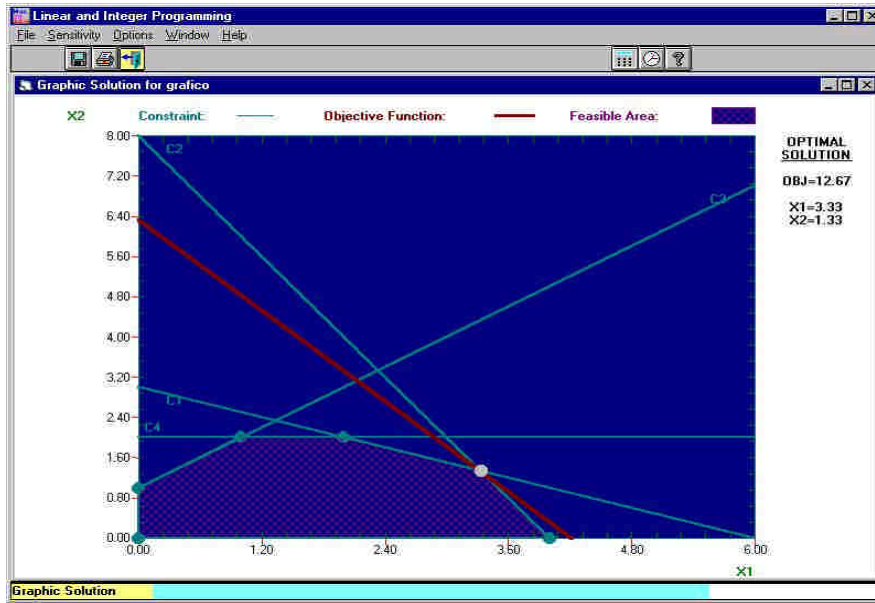 Linear and Integer Programming
File Sensitivity Options Window Help
Graphic Solution for grafico
X2 Constraint: Objective Function: Feasible Area:
8.00
7.20
6.40
5.60
4.80
4.00
3.20
2.40
1.60
0.80
0.00
C2
C3
C1
C4
OPTIMAL
SOLUTION
OBJ=12.67
X1=3.33
X2=1.33
0.00 1.20 2.40 3.60 4.80 6.00
X1
Graphic Solution